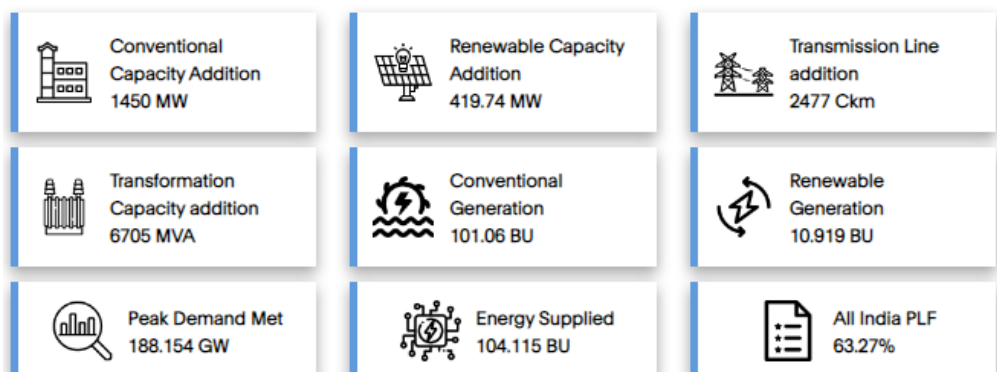 Conventional
Capacity Addition
1450 MW
Renewable Capacity
Addition
419.74 MW
Transmission Line
addition
2477 Ckm
Transformation
Capacity addition
6705 MVA
Conventional
Generation
101.06 BU
Renewable
Generation
10.919 BU
Peak Demand Met
188.154 GW
Energy Supplied
104.115 BU
All India PLF
63.27%